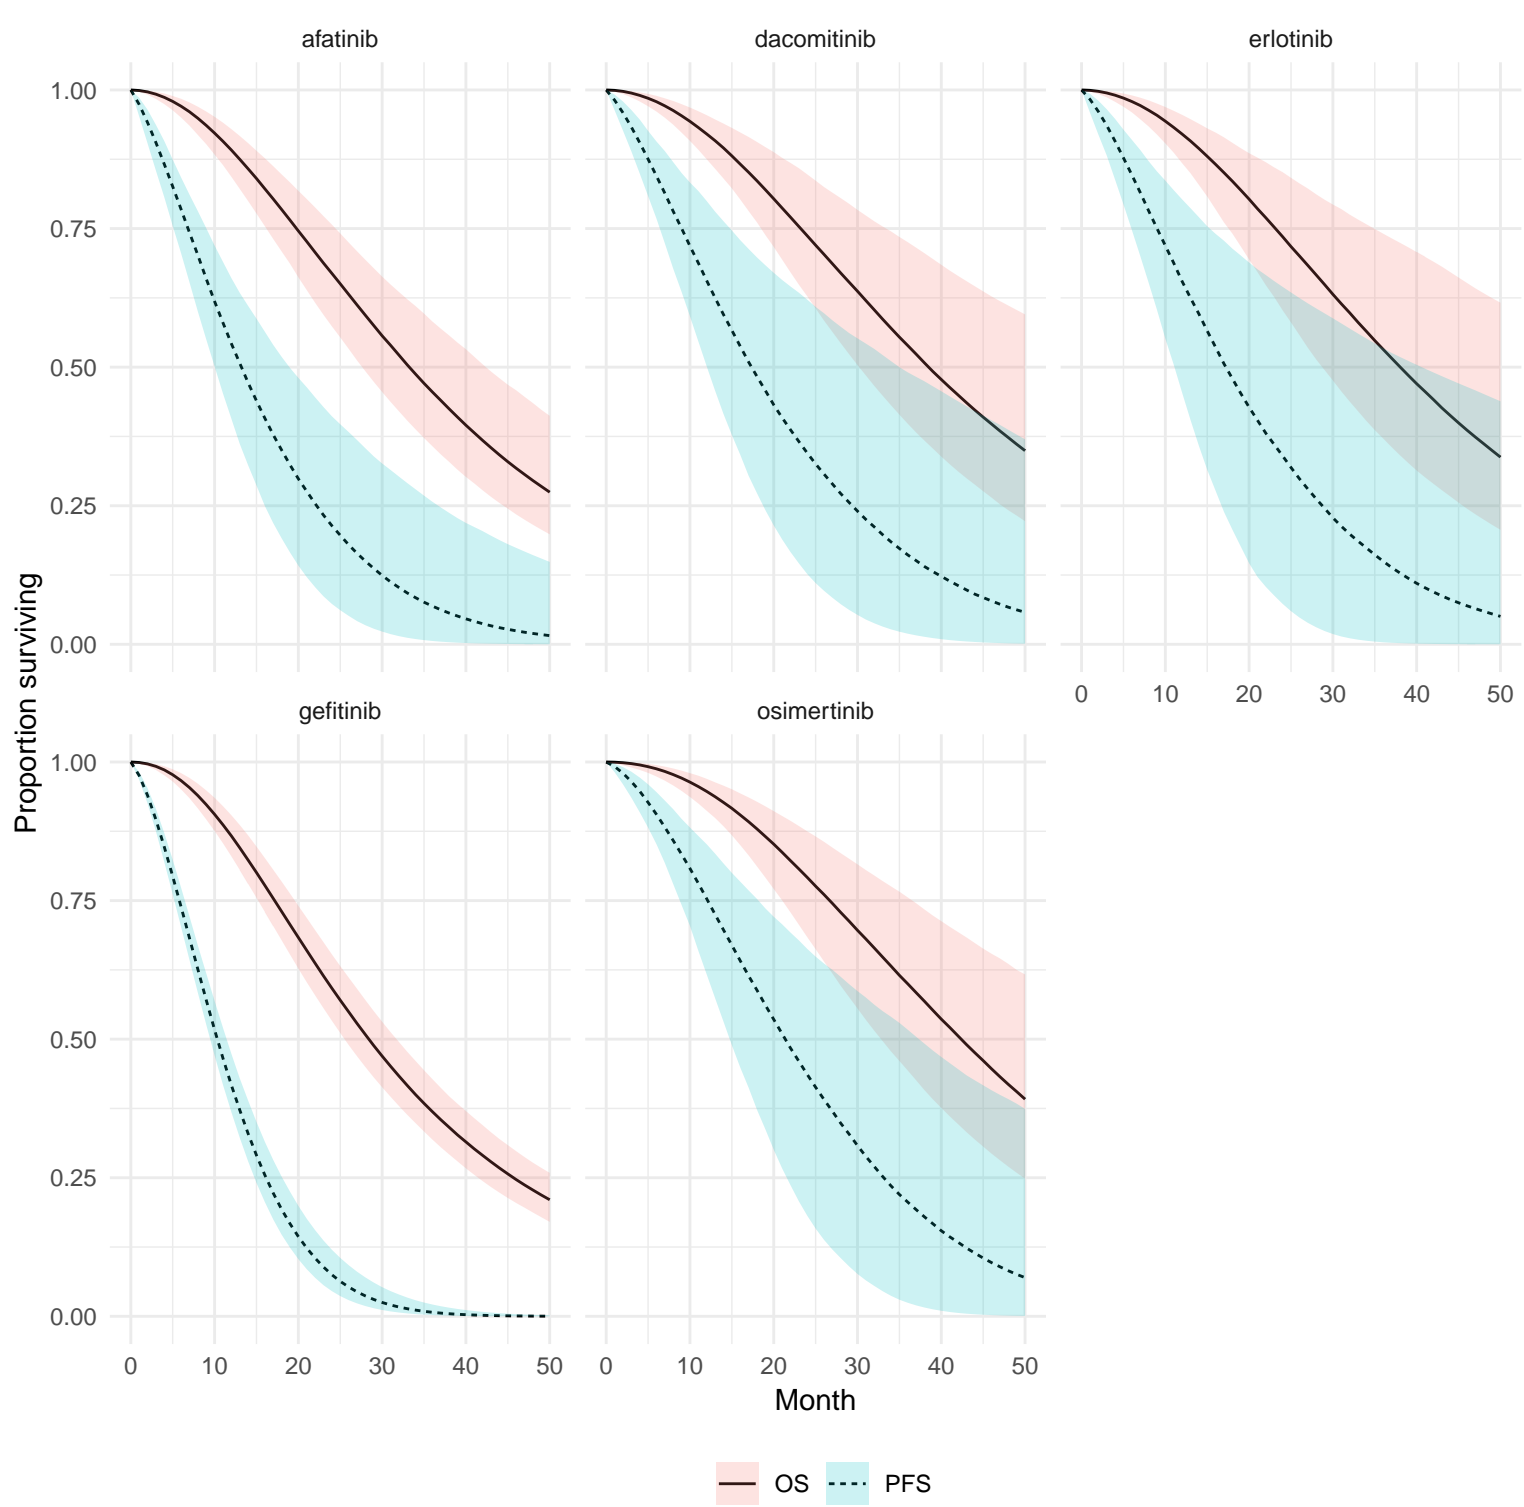 afatinib dacomitinib erlotinib
1.00
0.75
0.50
0.25
0.00
0 10 20 30 40 50
gefitinib osimertinib
1.00
0.75
0.50
0.25
0.00
0 10 20 30 40 50 0 10 20 30 40 50
Proportion surviving
Month
OS PFS